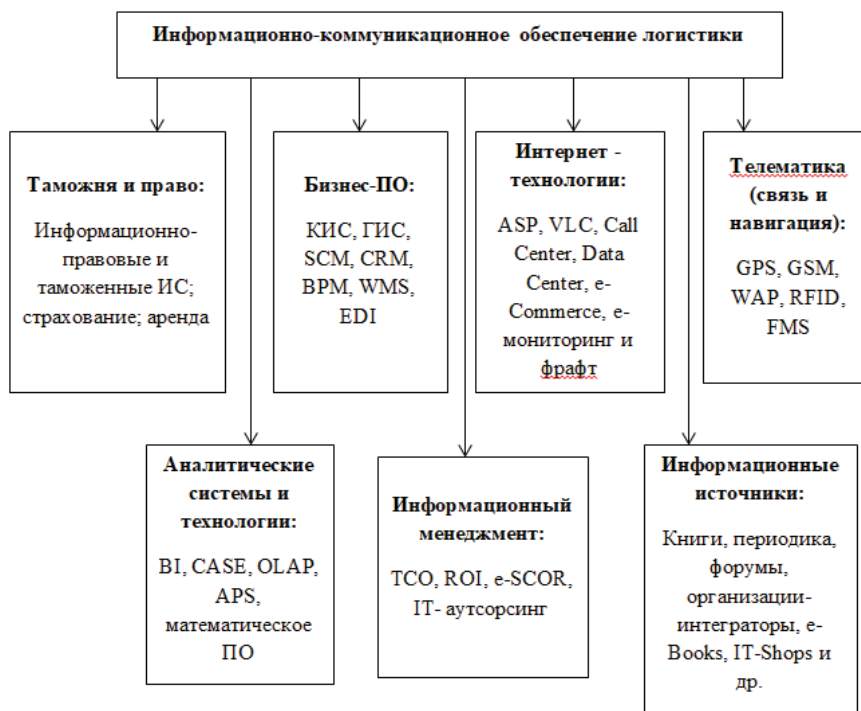 Информационно-коммуникационное обеспечение логистики
Таможня и право:
Информационно-
правовые и
таможенные ИС;
страхование; аренда
Бизнес-ПО:
КИС, ГИС,
SCM, CRM,
BPM, WMS,
EDI
Интернет -
технологии:
ASP, VLC, Call
Center, Data
Center, e-
Commerce, е-
мониторинг и
фрафт
Телематика
(связь и
навигация):
GPS, GSM,
WAP, RFID,
FMS
Аналитические
системы и
технологии:
BI, CASE, OLAP,
APS,
математическое
ПО
Информационный
менеджмент:
TCO, ROI, e-SCOR,
IT- аутсорсинг
Информационные
источники:
Книги, периодика,
форумы,
организации-
интеграторы, e-
Books, IT-Shops и
др.